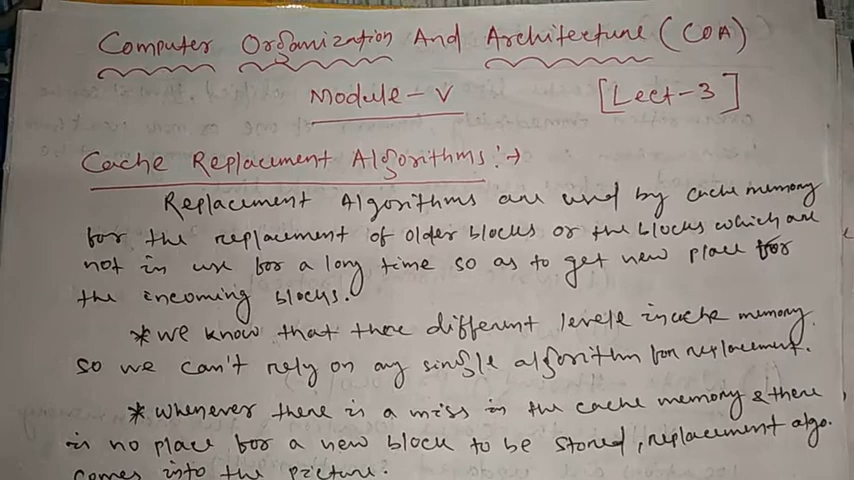 Computer Organization And Architecture (COA)
Module-V [Lect-3]
Cache Replacement Algorithms:→
Replacement Algorithms are used by cache memory
for the replacement of older blocks or the blocks which are
not in use for a long time so as to get new place for
the incoming blocks.
*we know that there different levels in cache memory.
so we can't rely on any single algorithm for replacement.
*Whenever there is a miss in the cache memory & there
is no place for a new block to be stored, replacement algo.
comes into the picture.